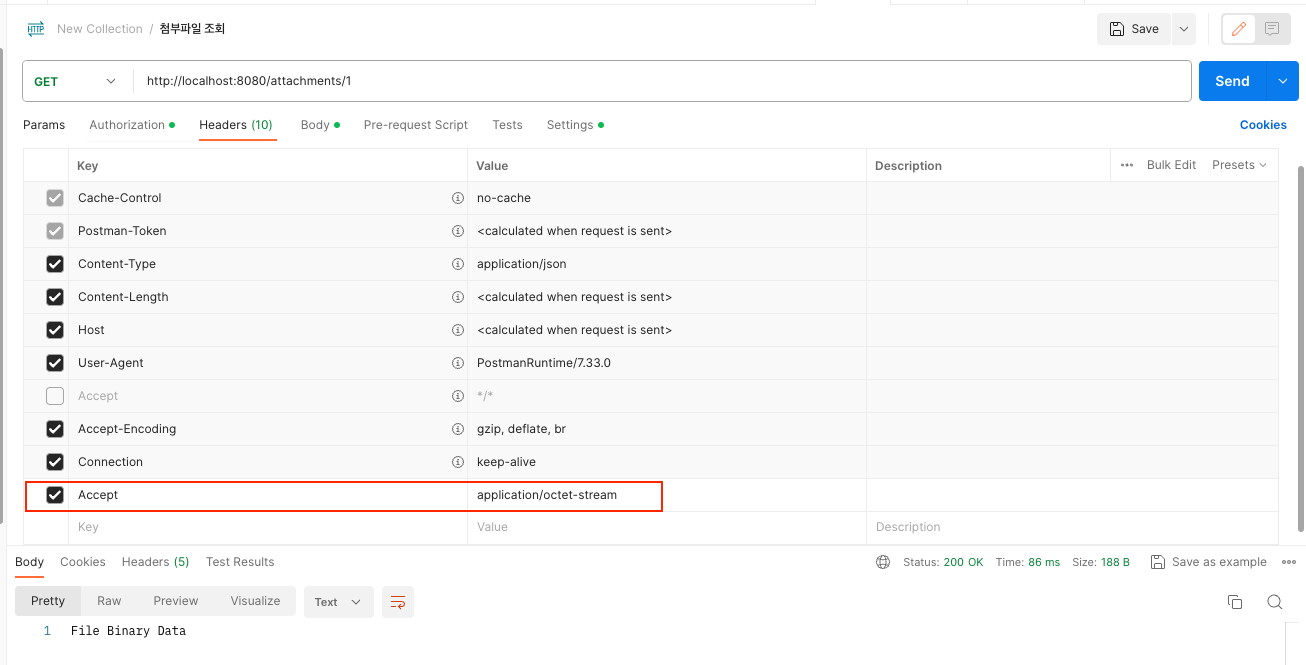 HTTP New Collection / 첨부파일 조회 Save
GET http://localhost:8080/attachments/1 Send
Params Authorization Headers (10) Body Pre-request Script Tests Settings Cookies
Key Value Description Bulk Edit Presets
Cache-Control no-cache
Postman-Token <calculated when request is sent>
Content-Type application/json
Content-Length <calculated when request is sent>
Host <calculated when request is sent>
User-Agent PostmanRuntime/7.33.0
Accept */*
Accept-Encoding gzip, deflate, br
Connection keep-alive
Accept application/octet-stream
Key Value Description
Body Cookies Headers (5) Test Results Status: 200 OK Time: 86 ms Size: 188 B Save as example
Pretty Raw Preview Visualize Text
1 File Binary Data